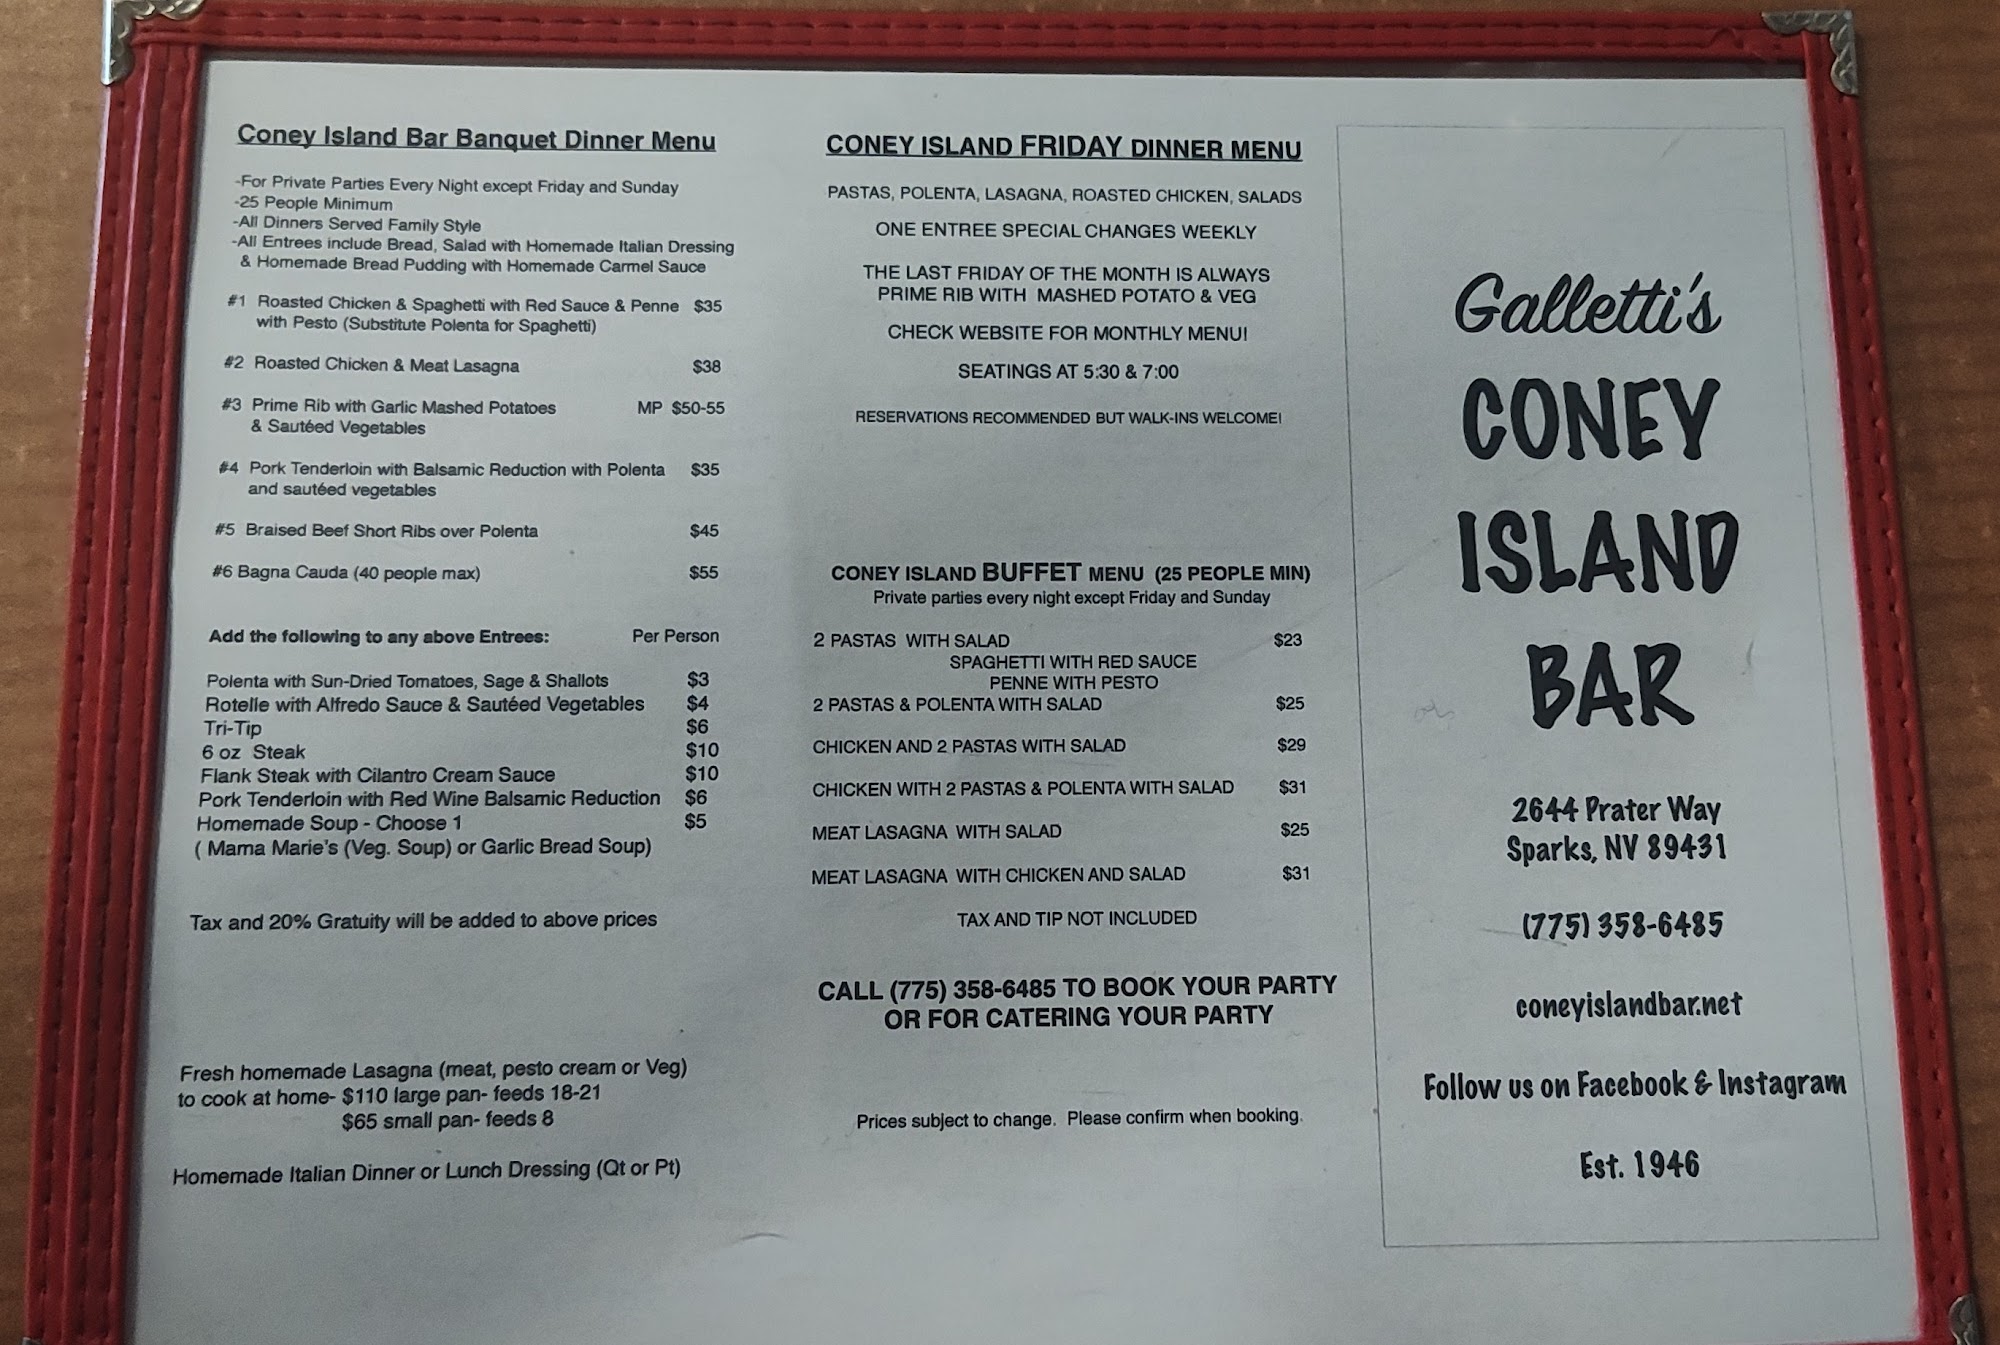 Coney Island Bar Banquet Dinner Menu
-For Private Parties Every Night except Friday and Sunday
-25 People Minimum
-All Dinners Served Family Style
-All Entrees include Bread, Salad with Homemade Italian Dressing
& Homemade Bread Pudding with Homemade Carmel Sauce
#1 Roasted Chicken & Spaghetti with Red Sauce & Penne $35
with Pesto (Substitute Polenta for Spaghetti)
#2 Roasted Chicken & Meat Lasagna $38
#3 Prime Rib with Garlic Mashed Potatoes MP $50-55
& Sautéed Vegetables
#4 Pork Tenderloin with Balsamic Reduction with Polenta $35
and sautéed vegetables
#5 Braised Beef Short Ribs over Polenta $45
#6 Bagna Cauda (40 people max) $55
Add the following to any above Entrees: Per Person
Polenta with Sun-Dried Tomatoes, Sage & Shallots $3
Rotelle with Alfredo Sauce & Sautéed Vegetables $4
Tri-Tip $6
6 oz Steak $10
Flank Steak with Cilantro Cream Sauce $10
Pork Tenderloin with Red Wine Balsamic Reduction $6
Homemade Soup - Choose 1 $5
( Mama Marie's (Veg. Soup) or Garlic Bread Soup)
Tax and 20% Gratuity will be added to above prices
Fresh homemade Lasagna (meat, pesto cream or Veg)
to cook at home- $110 large pan- feeds 18-21
$65 small pan- feeds 8
Homemade Italian Dinner or Lunch Dressing (Qt or Pt)
CONEY ISLAND FRIDAY DINNER MENU
PASTAS, POLENTA, LASAGNA, ROASTED CHICKEN, SALADS
ONE ENTREE SPECIAL CHANGES WEEKLY
THE LAST FRIDAY OF THE MONTH IS ALWAYS
PRIME RIB WITH MASHED POTATO & VEG
CHECK WEBSITE FOR MONTHLY MENU!
SEATINGS AT 5:30 & 7:00
RESERVATIONS RECOMMENDED BUT WALK-INS WELCOME!
CONEY ISLAND BUFFET MENU (25 PEOPLE MIN)
Private parties every night except Friday and Sunday
2 PASTAS WITH SALAD $23
SPAGHETTI WITH RED SAUCE
PENNE WITH PESTO
2 PASTAS & POLENTA WITH SALAD $25
CHICKEN AND 2 PASTAS WITH SALAD $29
CHICKEN WITH 2 PASTAS & POLENTA WITH SALAD $31
MEAT LASAGNA WITH SALAD $25
MEAT LASAGNA WITH CHICKEN AND SALAD $31
TAX AND TIP NOT INCLUDED
CALL (775) 358-6485 TO BOOK YOUR PARTY
OR FOR CATERING YOUR PARTY
Prices subject to change. Please confirm when booking.
Galletti's
CONEY
ISLAND
BAR
2644 Prater Way
Sparks, NV 89431
(775) 358-6485
coneyislandbar.net
Follow us on Facebook & Instagram
Est. 1946